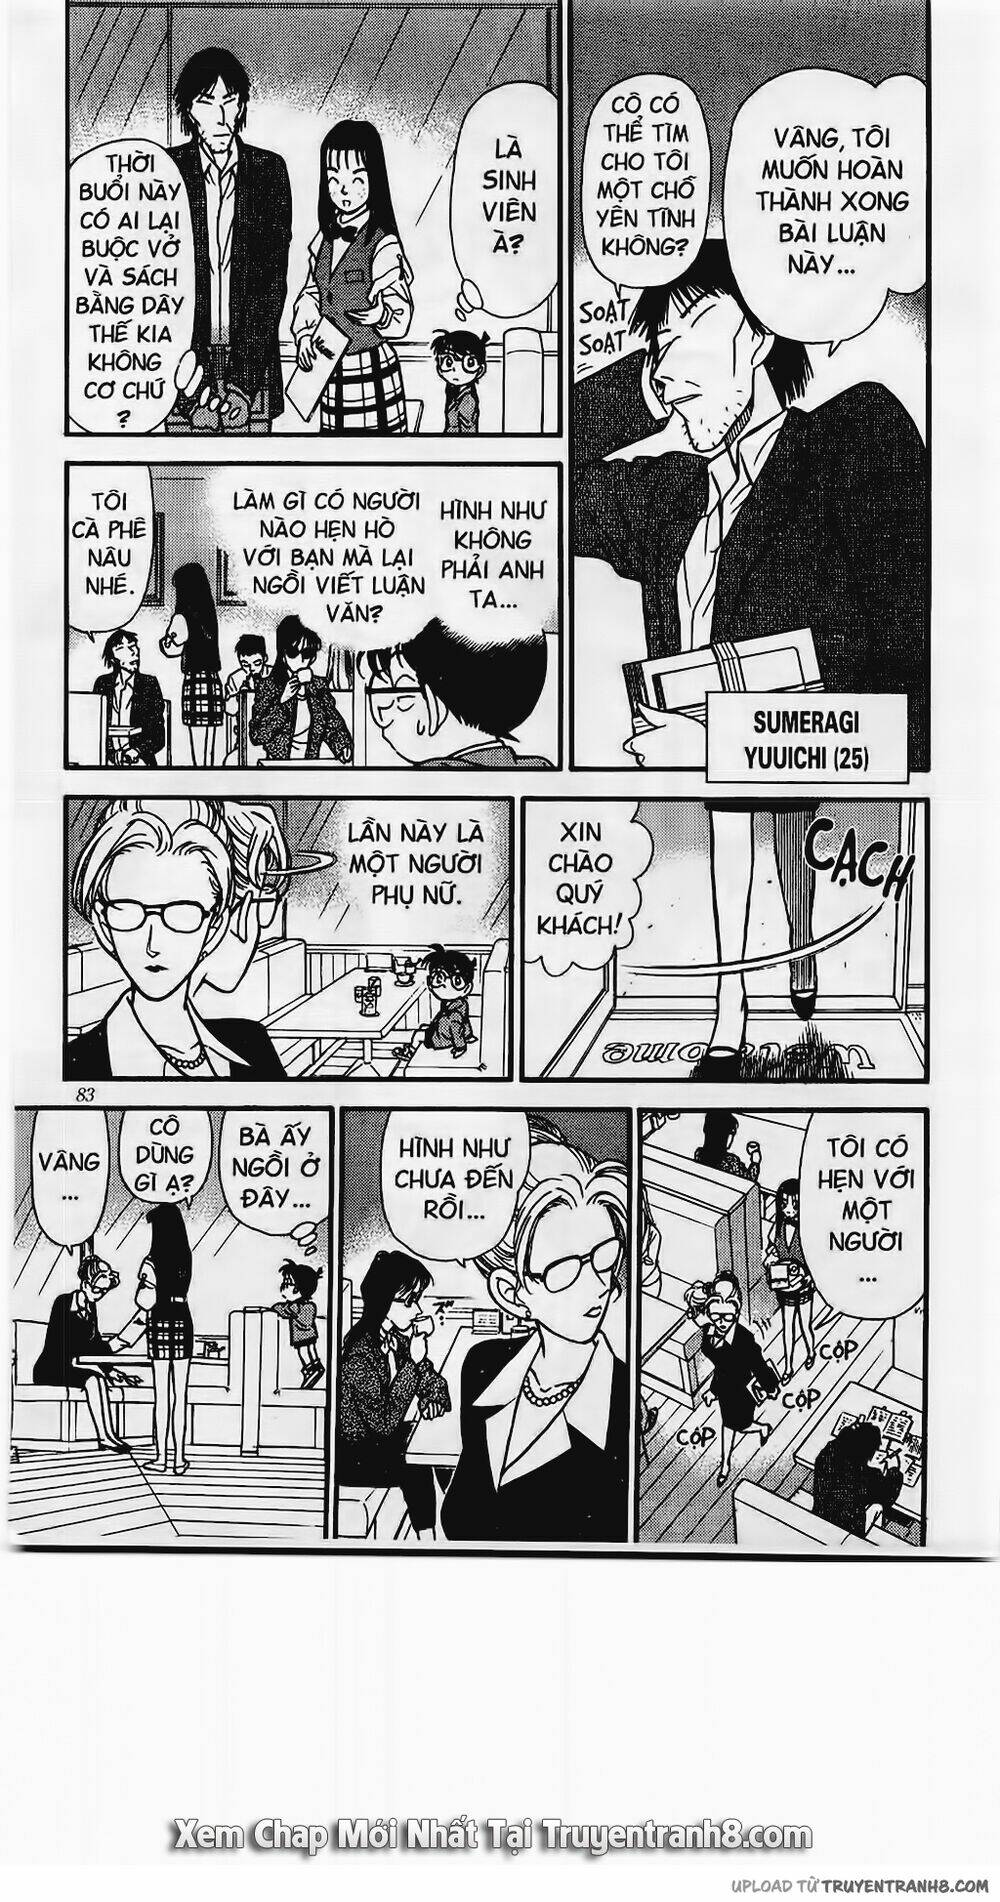 VÂNG, TÔI
MUỐN HOÀN
THÀNH XONG
BÀI LUẬN
NÀY...
CÔ CÓ
THỂ TÌM
CHO TÔI
MỘT CHỖ
YÊN TĨNH
KHÔNG?
SOẠT
SOẠT
SUMERAGI
YUUICHI (25)
LÀ
SINH
VIÊN
À?
THỜI
BUỔI NÀY
CÓ AI LẠI
BUỘC VỞ
VÀ SÁCH
BẰNG DÂY
THẾ KIA
KHÔNG
CƠ CHỨ
?
Menu
HÌNH NHƯ
KHÔNG
PHẢI ANH
TA...
LÀM GÌ CÓ NGƯỜI
NÀO HẸN HÒ
VỚI BẠN MÀ LẠI
NGỒI VIẾT LUẬN
VĂN?
TÔI
CÀ PHÊ
NÂU
NHÉ.
XIN
CHÀO
QUÝ
KHÁCH!
CẠCH
Welcome
LẦN NÀY LÀ
MỘT NGƯỜI
PHỤ NỮ.
83
TÔI CÓ
HẸN VỚI
MỘT
NGƯỜI
...
CỘP
CỘP
CỘP
HÌNH NHƯ
CHƯA ĐẾN
RỒI...
BÀ ẤY
NGỒI Ở
ĐÂY...
CÔ
DÙNG
GÌ Ạ?
VÂNG
...
Xem Chap Mới Nhất Tại Truyentranh8.com
UPLOAD TỪ TRUYENTRANH8.COM